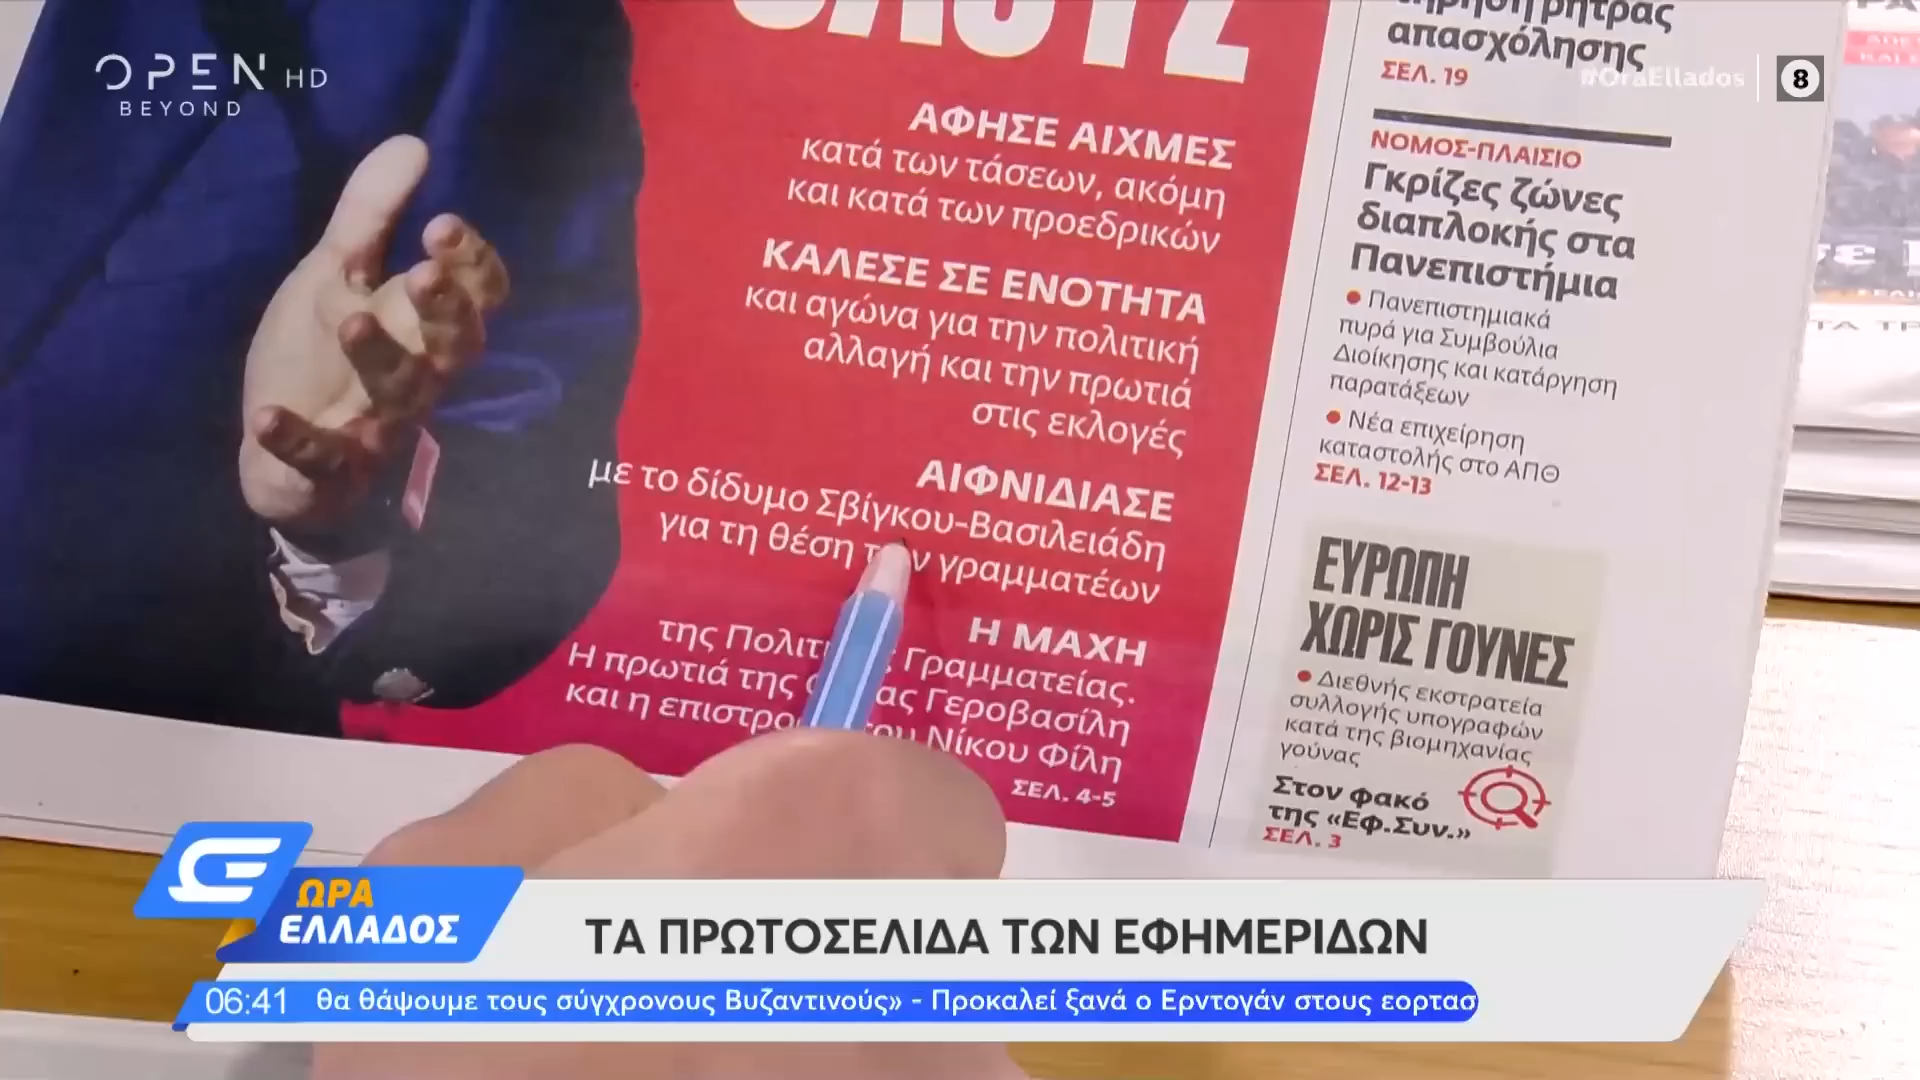 OPEN HD
BEYOND
#OraEllados
8
απασχόλησης
ΣΕΛ. 19
ΑΦΗΣΕ ΑΙΧΜΕΣ
κατά των τάσεων, ακόμη
και κατά των προεδρικών
ΚΑΛΕΣΕ ΣΕ ΕΝΟΤΗΤΑ
και αγώνα για την πολιτική
αλλαγή και την πρωτιά
στις εκλογές
ΑΙΦΝΙΔΙΑΣΕ
με το δίδυμο Σβίγκου-Βασιλειάδη
για τη θέση των γραμματέων
Η ΜΑΧΗ
της Γραμματείας.
Η πρωτιά της Γεροβασίλη
και η Νίκου Φίλη
ΣΕΛ. 4-5
ΝΟΜΟΣ-ΠΛΑΙΣΙΟ
Γκρίζες ζώνες
διαπλοκής στα
Πανεπιστήμια
• Πανεπιστημιακά
πυρά για Συμβούλια
Διοίκησης και κατάργηση
παρατάξεων
• Νέα επιχείρηση
καταστολής στο ΑΠΘ
ΣΕΛ. 12-13
ΕΥΡΩΠΗ
ΧΩΡΙΣ ΓΟΥΝΕΣ
• Διεθνής εκστρατεία
συλλογής υπογραφών
κατά της βιομηχανίας
γούνας
Στον φακό
της «Εφ.Συν.»
ΣΕΛ. 3
ΩΡΑ
ΕΛΛΑΔΟΣ
ΤΑ ΠΡΩΤΟΣΕΛΙΔΑ ΤΩΝ ΕΦΗΜΕΡΙΔΩΝ
06:41 θα θάψουμε τους σύγχρονους Βυζαντινούς» - Προκαλεί ξανά ο Ερντογάν στους εορτασ